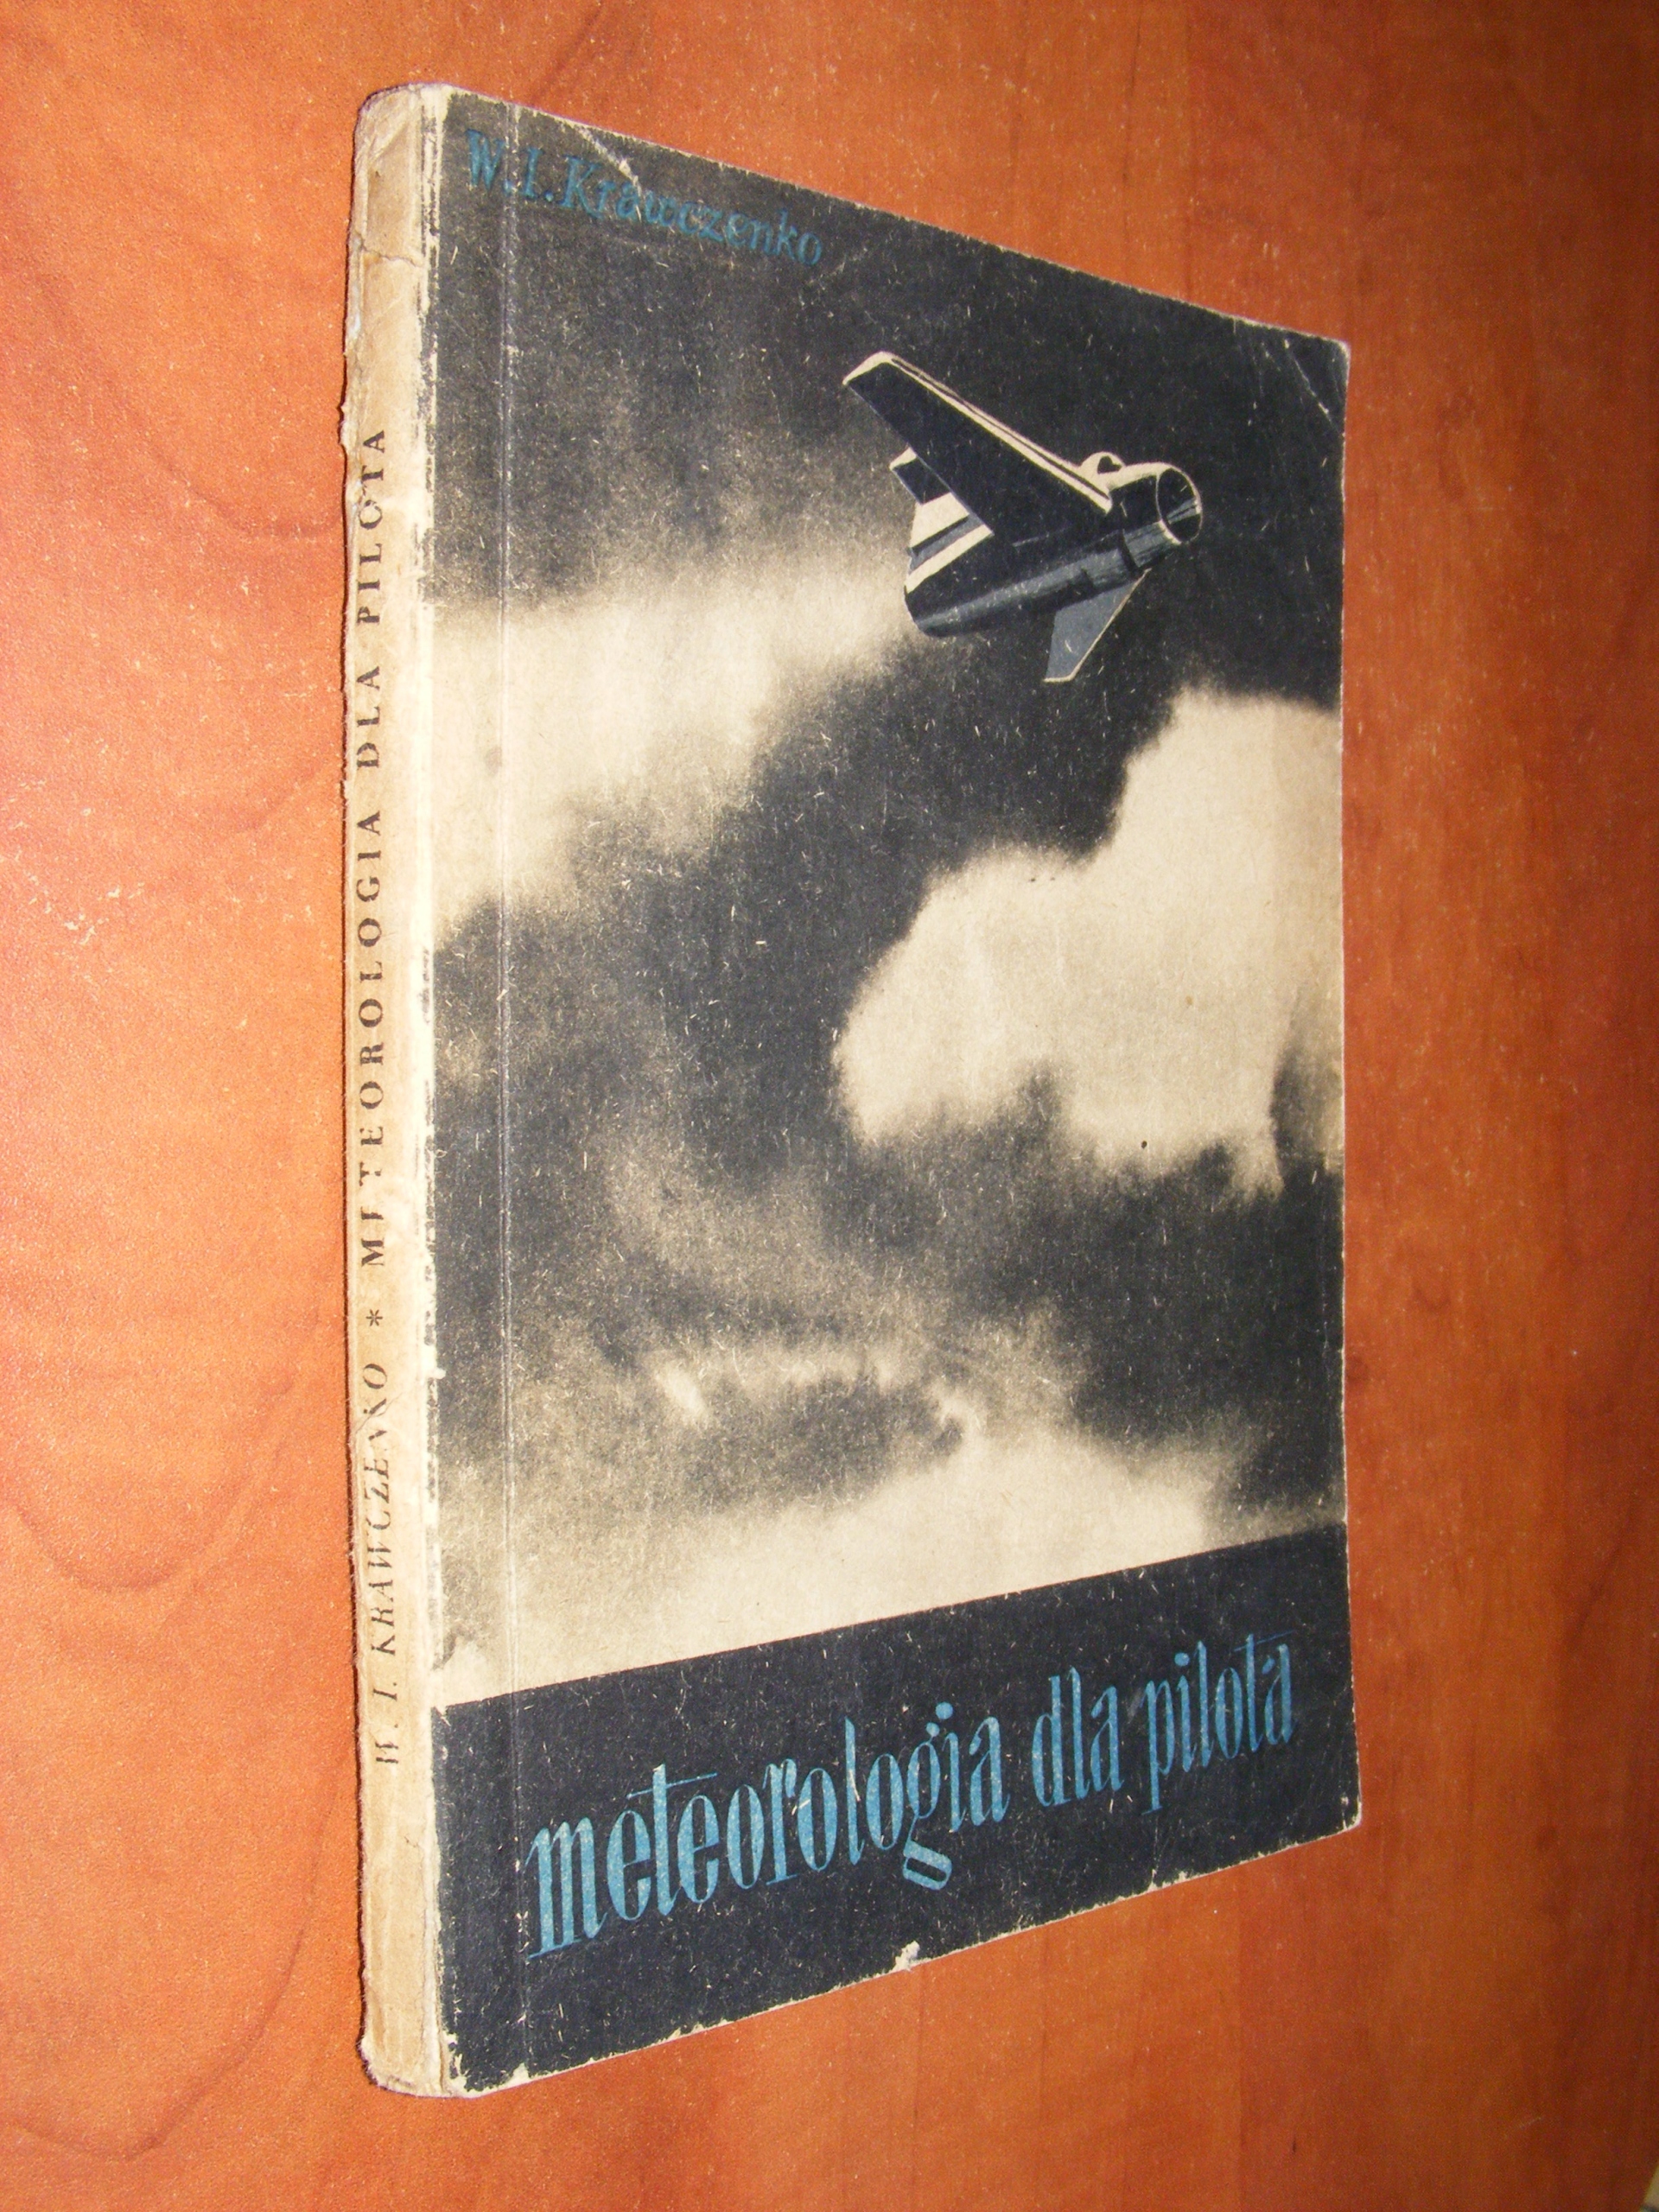 W. I. Krawczenko
meteorologia dla pilota
W. I. KRAWCZENKO * METEOROLOGIA DLA PILOTA